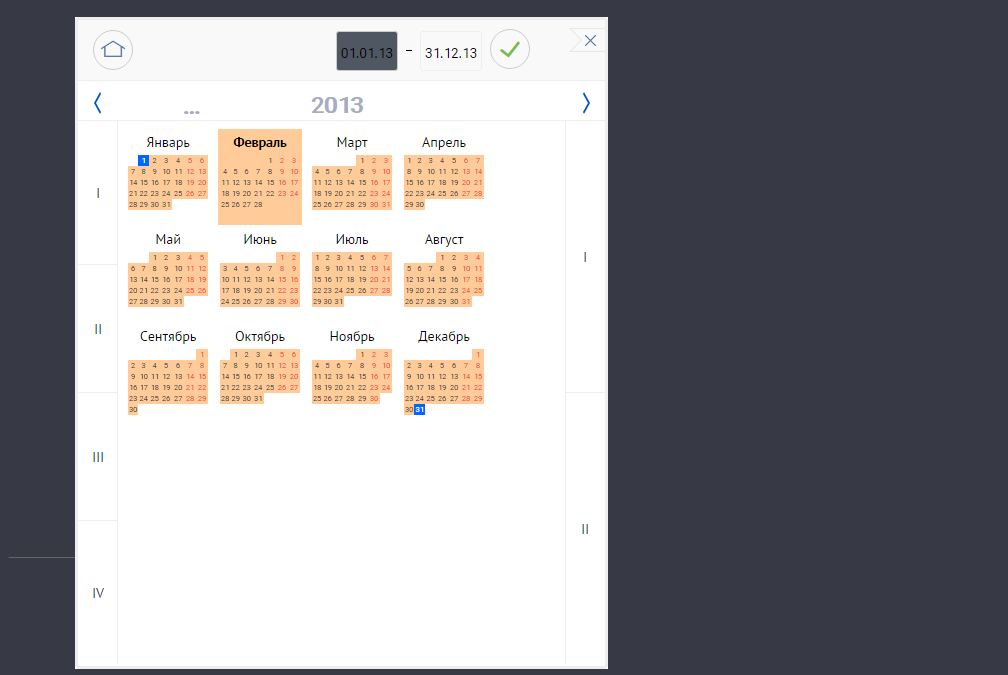 01.01.13 – 31.12.13
... 2013
Январь Февраль Март Апрель
1 2 3 4 5 6 1 2 3 1 2 3 1 2 3 4 5 6 7
7 8 9 10 11 12 13 4 5 6 7 8 9 10 4 5 6 7 8 9 10 8 9 10 11 12 13 14
14 15 16 17 18 19 20 11 12 13 14 15 16 17 11 12 13 14 15 16 17 15 16 17 18 19 20 21
21 22 23 24 25 26 27 18 19 20 21 22 23 24 18 19 20 21 22 23 24 22 23 24 25 26 27 28
28 29 30 31 25 26 27 28 25 26 27 28 29 30 31 29 30
I
Май Июнь Июль Август
1 2 3 4 5 1 2 1 2 3 4 5 6 7 1 2 3 4
6 7 8 9 10 11 12 3 4 5 6 7 8 9 8 9 10 11 12 13 14 5 6 7 8 9 10 11
13 14 15 16 17 18 19 10 11 12 13 14 15 16 15 16 17 18 19 20 21 12 13 14 15 16 17 18
20 21 22 23 24 25 26 17 18 19 20 21 22 23 22 23 24 25 26 27 28 19 20 21 22 23 24 25
27 28 29 30 31 24 25 26 27 28 29 30 29 30 31 26 27 28 29 30 31
I
II
Сентябрь Октябрь Ноябрь Декабрь
1 1 2 3 4 5 6 1 2 3 1
2 3 4 5 6 7 8 7 8 9 10 11 12 13 4 5 6 7 8 9 10 2 3 4 5 6 7 8
9 10 11 12 13 14 15 14 15 16 17 18 19 20 11 12 13 14 15 16 17 9 10 11 12 13 14 15
16 17 18 19 20 21 22 21 22 23 24 25 26 27 18 19 20 21 22 23 24 16 17 18 19 20 21 22
23 24 25 26 27 28 29 28 29 30 31 25 26 27 28 29 30 23 24 25 26 27 28 29
30 30 31
III
II
IV